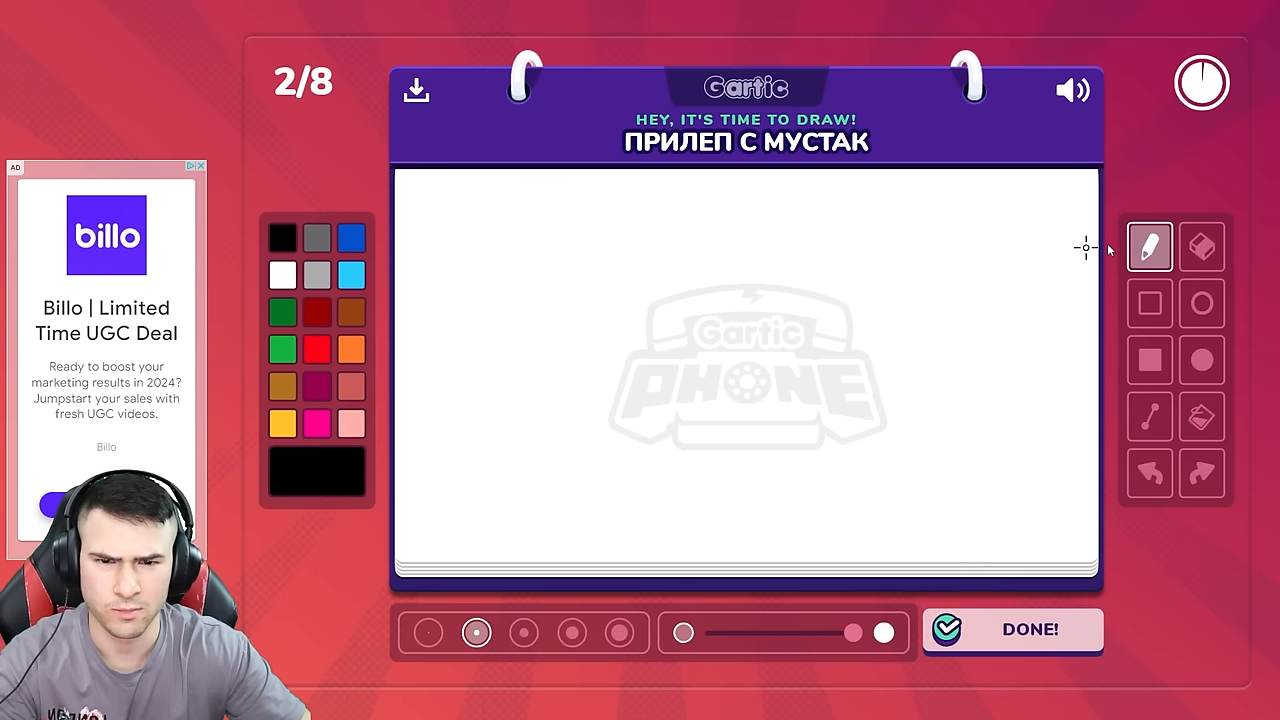 2/8
Gartic
HEY, IT'S TIME TO DRAW!
ПРИЛЕП С МУСТАК
AD
billo
Billo | Limited
Time UGC Deal
Ready to boost your
marketing results in 2024?
Jumpstart your sales with
fresh UGC videos.
Billo
Gartic
PHONE
DONE!